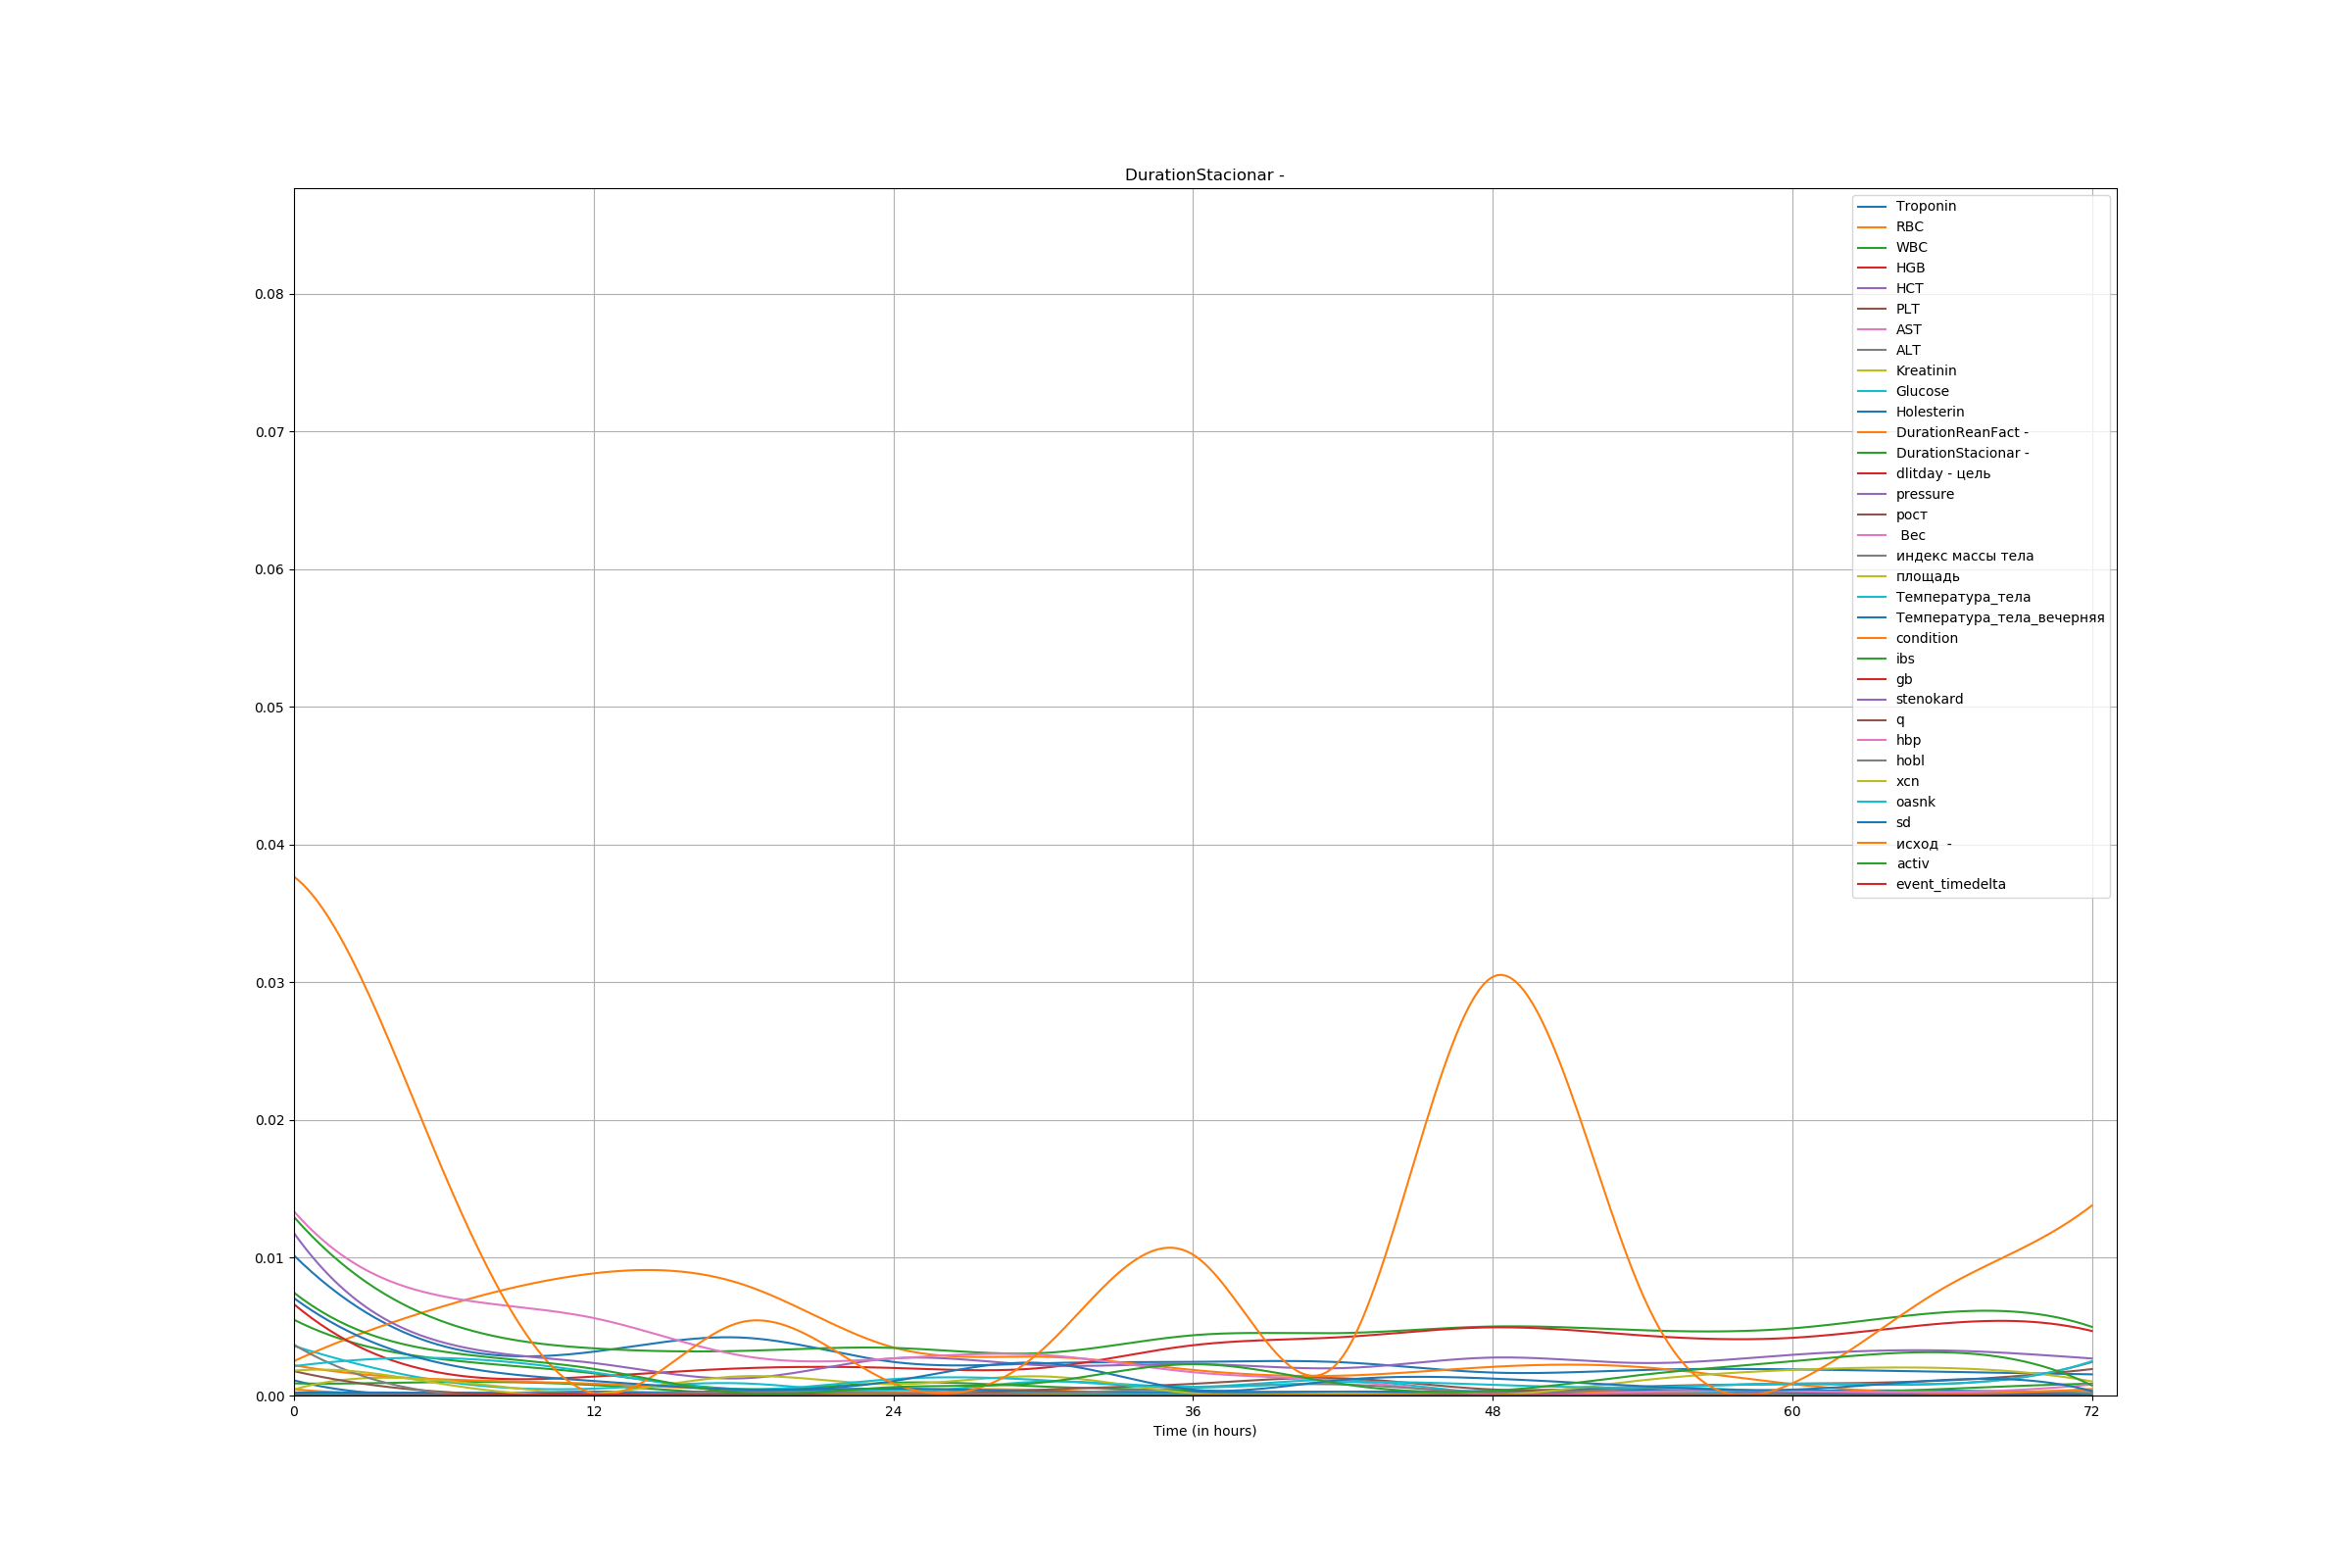 DurationStacionar -
0.08
0.07
0.06
0.05
0.04
0.03
0.02
0.01
0.00
0 12 24 36 48 60 72
Time (in hours)
Troponin
RBC
WBC
HGB
HCT
PLT
AST
ALT
Kreatinin
Glucose
Holesterin
DurationReanFact -
DurationStacionar -
dlitday - цель
pressure
рост
Вес
индекс массы тела
площадь
Температура_тела
Температура_тела_вечерняя
condition
ibs
gb
stenokard
q
hbp
hobl
xcn
oasnk
sd
исход  -
activ
event_timedelta